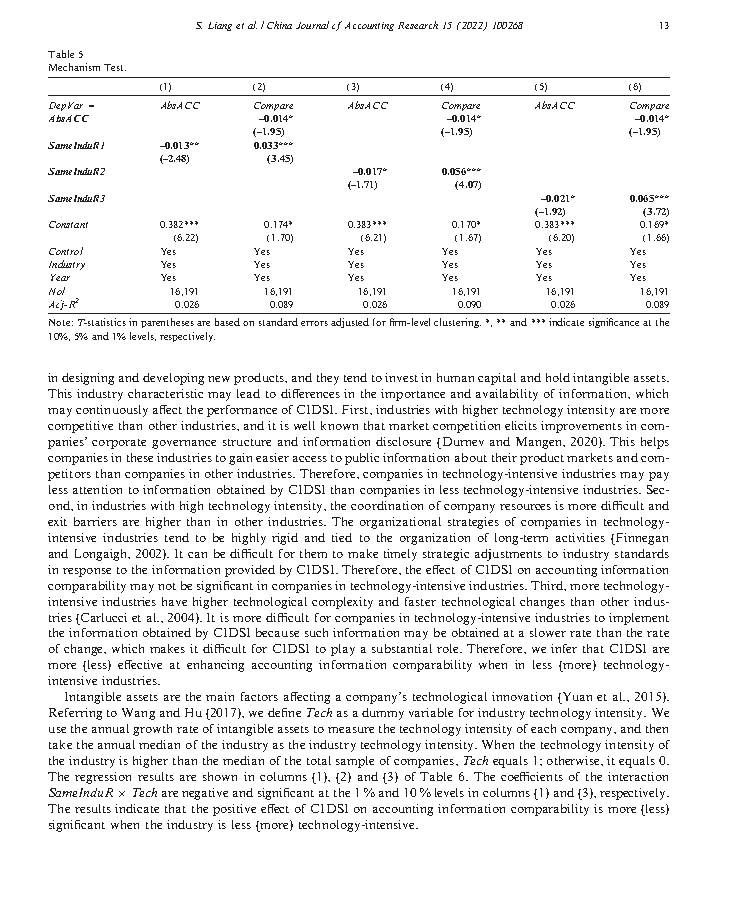 S. Liang et al. / China Journal of Accounting Research 15 (2022) 100268 13
Table 5
Mechanism Test.
(1) (2) (3) (4) (5) (6)
DepVar = AbsACC Compare AbsACC Compare AbsACC Compare
AbsACC –0.014* –0.014* –0.014*
(–1.95) (–1.95) (–1.95)
SameInduR1 –0.013** 0.033***
(–2.48) (3.45)
SameInduR2 –0.017* 0.056***
(–1.71) (4.07)
SameInduR3 –0.021* 0.065***
(–1.92) (3.72)
Constant 0.382*** 0.174* 0.383*** 0.170* 0.383*** 0.169*
(6.22) (1.70) (6.21) (1.67) (6.20) (1.66)
Control Yes Yes Yes Yes Yes Yes
Industry Yes Yes Yes Yes Yes Yes
Year Yes Yes Yes Yes Yes Yes
Nol 16,191 16,191 16,191 16,191 16,191 16,191
Acj-R² 0.026 0.089 0.026 0.090 0.026 0.089
Note: T-statistics in parentheses are based on standard errors adjusted for firm-level clustering. *, ** and *** indicate significance at the
10%, 5% and 1% levels, respectively.
in designing and developing new products, and they tend to invest in human capital and hold intangible assets.
This industry characteristic may lead to differences in the importance and availability of information, which
may continuously affect the performance of C1DS1. First, industries with higher technology intensity are more
competitive than other industries, and it is well known that market competition elicits improvements in com-
panies' corporate governance structure and information disclosure (Durnev and Mangen, 2020). This helps
companies in these industries to gain easier access to public information about their product markets and com-
petitors than companies in other industries. Therefore, companies in technology-intensive industries may pay
less attention to information obtained by C1DS1 than companies in less technology-intensive industries. Sec-
ond, in industries with high technology intensity, the coordination of company resources is more difficult and
exit barriers are higher than in other industries. The organizational strategies of companies in technology-
intensive industries tend to be highly rigid and tied to the organization of long-term activities (Finnegan
and Longaigh, 2002). It can be difficult for them to make timely strategic adjustments to industry standards
in response to the information provided by C1DS1. Therefore, the effect of C1DS1 on accounting information
comparability may not be significant in companies in technology-intensive industries. Third, more technology-
intensive industries have higher technological complexity and faster technological changes than other indus-
tries (Carlucci et al., 2004). It is more difficult for companies in technology-intensive industries to implement
the information obtained by C1DS1 because such information may be obtained at a slower rate than the rate
of change, which makes it difficult for C1DS1 to play a substantial role. Therefore, we infer that C1DS1 are
more (less) effective at enhancing accounting information comparability when in less (more) technology-
intensive industries.
Intangible assets are the main factors affecting a company's technological innovation (Yuan et al., 2015).
Referring to Wang and Hu (2017), we define Tech as a dummy variable for industry technology intensity. We
use the annual growth rate of intangible assets to measure the technology intensity of each company, and then
take the annual median of the industry as the industry technology intensity. When the technology intensity of
the industry is higher than the median of the total sample of companies, Tech equals 1; otherwise, it equals 0.
The regression results are shown in columns (1), (2) and (3) of Table 6. The coefficients of the interaction
SameInduR × Tech are negative and significant at the 1 % and 10 % levels in columns (1) and (3), respectively.
The results indicate that the positive effect of C1DS1 on accounting information comparability is more (less)
significant when the industry is less (more) technology-intensive.